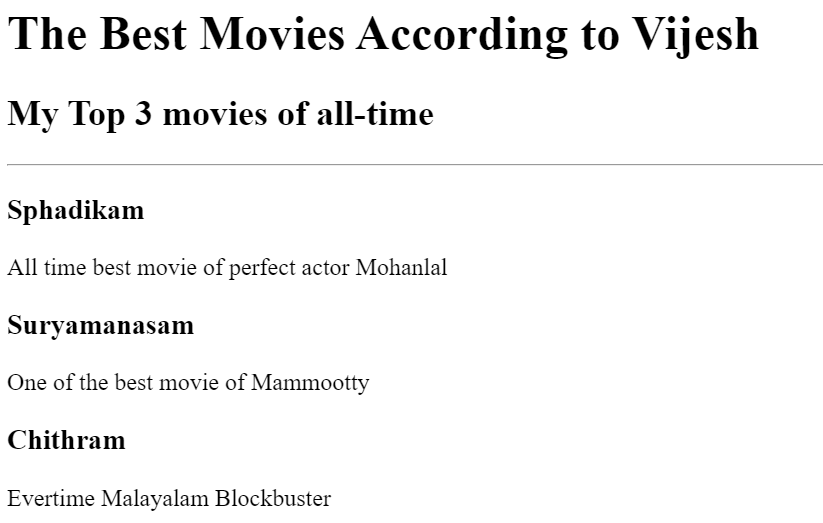 The Best Movies According to Vijesh
My Top 3 movies of all-time
Sphadikam
All time best movie of perfect actor Mohanlal
Suryamanasam
One of the best movie of Mammootty
Chithram
Evertime Malayalam Blockbuster